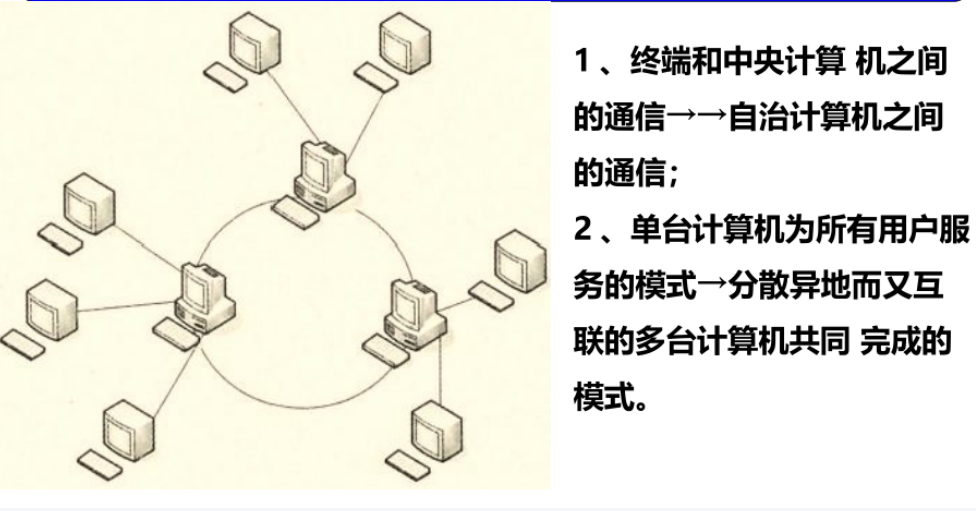 1、终端和中央计算 机之间
的通信→→自治计算机之间
的通信;
2、单台计算机为所有用户服
务的模式→分散异地而又互
联的多台计算机共同 完成的
模式。